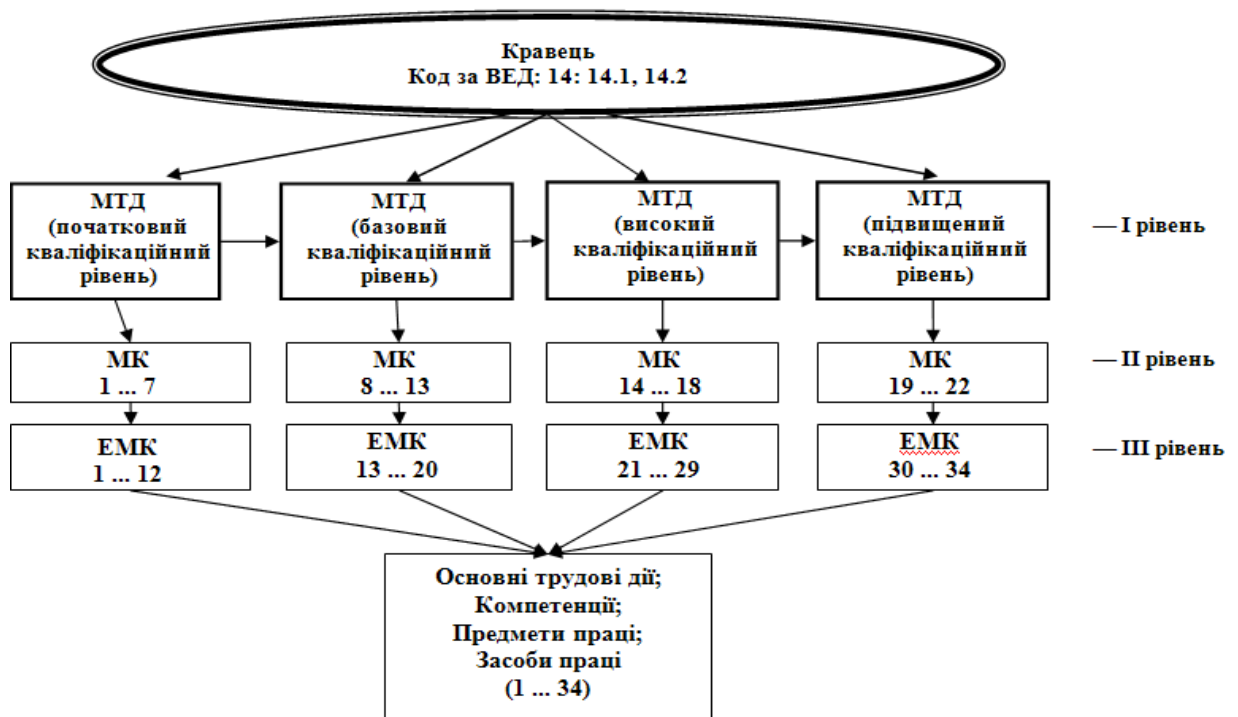 Кравець
Код за ВЕД: 14: 14.1, 14.2
МТД
(початковий
кваліфікаційний
рівень)
МТД
(базовий
кваліфікаційний
рівень)
МТД
(високий
кваліфікаційний
рівень)
МТД
(підвищений
кваліфікаційний
рівень)
— І рівень
МК
1 ... 7
МК
8 ... 13
МК
14 ... 18
МК
19 ... 22
— ІІ рівень
ЕМК
1 ... 12
ЕМК
13 ... 20
ЕМК
21 ... 29
ЕМК
30 ... 34
— ІІІ рівень
Основні трудові дії;
Компетенції;
Предмети праці;
Засоби праці
(1 ... 34)